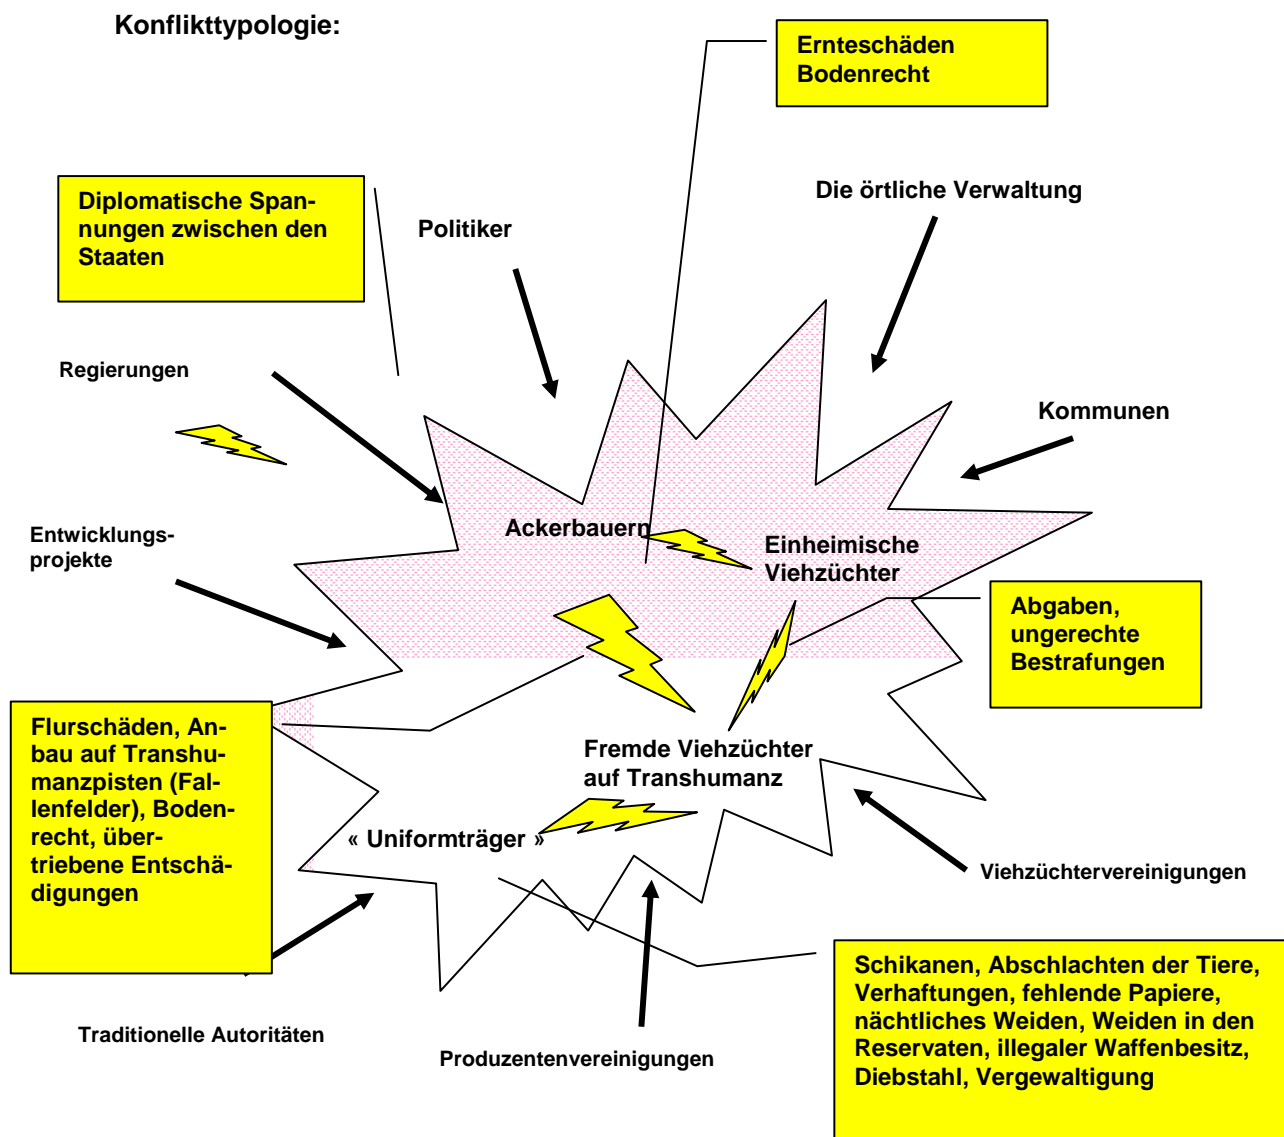 Konflikttypologie:
Ernteschäden
Bodenrecht
Diplomatische Span-
nungen zwischen den
Staaten
Politiker
Die örtliche Verwaltung
Regierungen
Kommunen
Entwicklungs-
projekte
Ackerbauern
Einheimische
Viehzüchter
Abgaben,
ungerechte
Bestrafungen
Flurschäden, An-
bau auf Transhu-
manzpisten (Fal-
lenfelder), Boden-
recht, über-
triebene Entschä-
digungen
Fremde Viehzüchter
auf Transhumanz
« Uniformträger »
Viehzüchtervereinigungen
Schikanen, Abschlachten der Tiere,
Verhaftungen, fehlende Papiere,
nächtliches Weiden, Weiden in den
Reservaten, illegaler Waffenbesitz,
Diebstahl, Vergewaltigung
Traditionelle Autoritäten
Produzentenvereinigungen